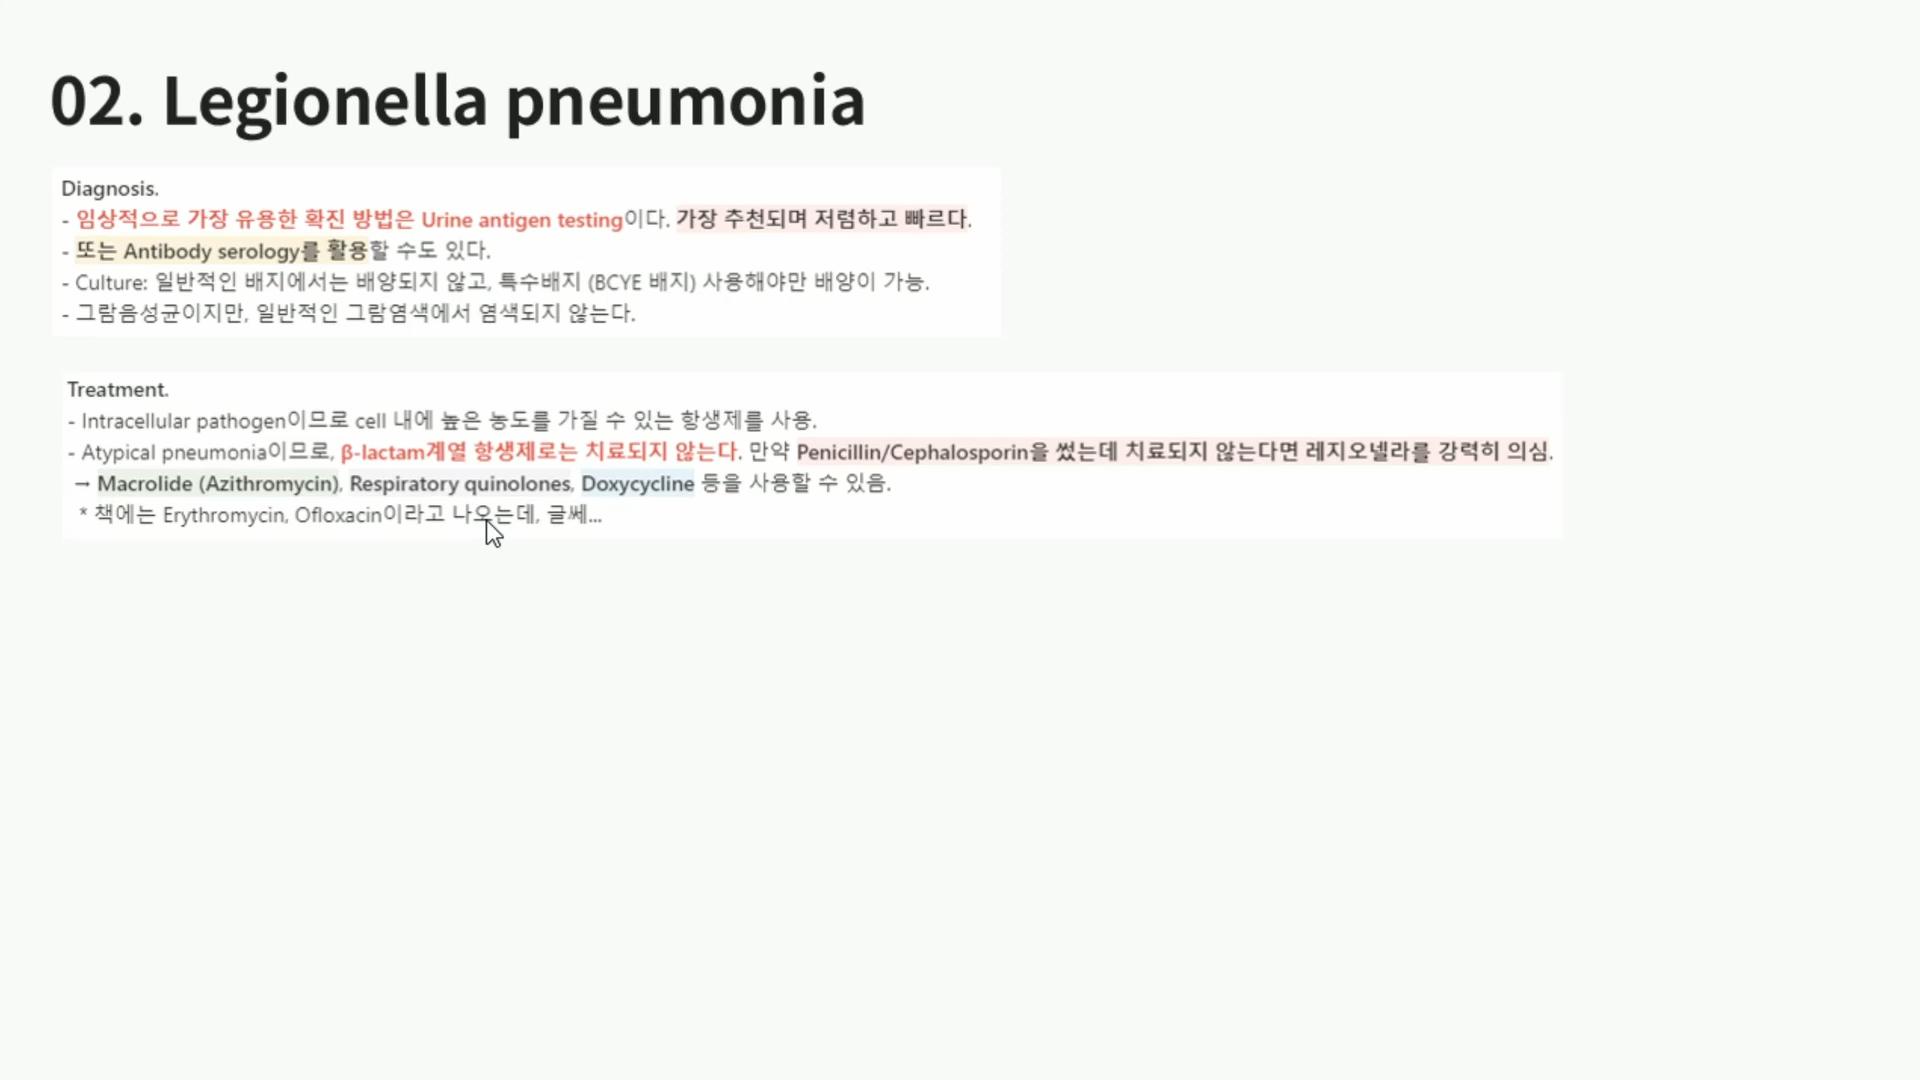 02. Legionella pneumonia
Diagnosis.
- 임상적으로 가장 유용한 확진 방법은 Urine antigen testing이다. 가장 추천되며 저렴하고 빠르다.
- 또는 Antibody serology를 활용할 수도 있다.
- Culture: 일반적인 배지에서는 배양되지 않고, 특수배지 (BCYE 배지) 사용해야만 배양이 가능.
- 그람음성균이지만, 일반적인 그람염색에서 염색되지 않는다.
Treatment.
- Intracellular pathogen이므로 cell 내에 높은 농도를 가질 수 있는 항생제를 사용.
- Atypical pneumonia이므로, β-lactam계열 항생제로는 치료되지 않는다. 만약 Penicillin/Cephalosporin을 썼는데 치료되지 않는다면 레지오넬라를 강력히 의심.
→ Macrolide (Azithromycin), Respiratory quinolones, Doxycycline 등을 사용할 수 있음.
* 책에는 Erythromycin, Ofloxacin이라고 나오는데, 글쎄...